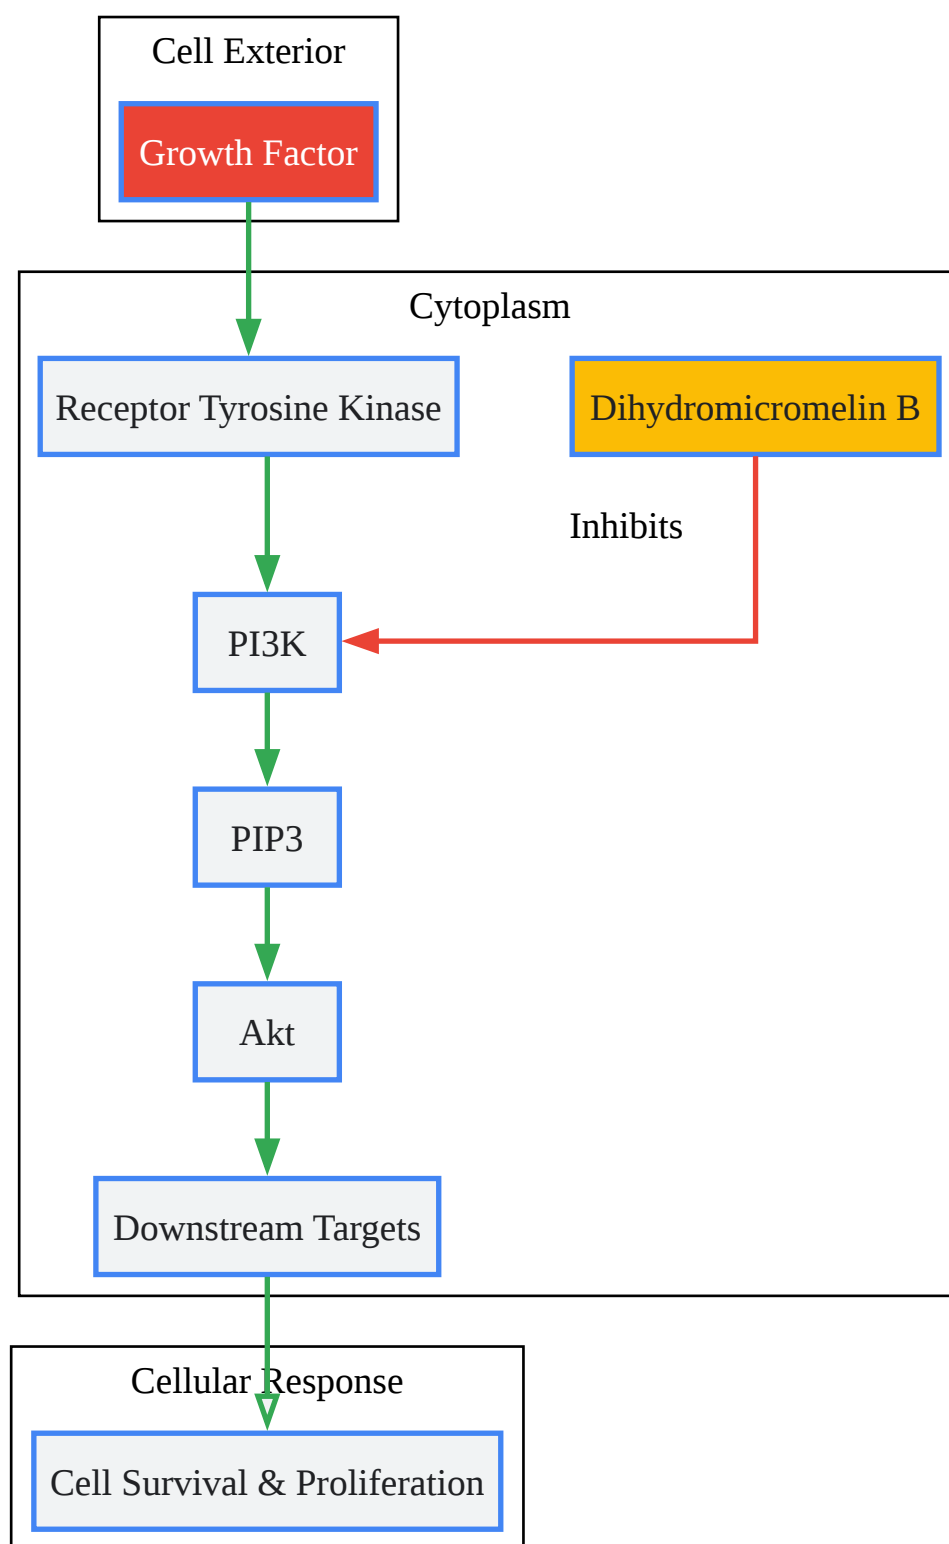 Cell Exterior
Growth Factor
Cytoplasm
Receptor Tyrosine Kinase
Dihydromicromelin B
Inhibits
PI3K
PIP3
Akt
Downstream Targets
Cellular Response
Cell Survival & Proliferation